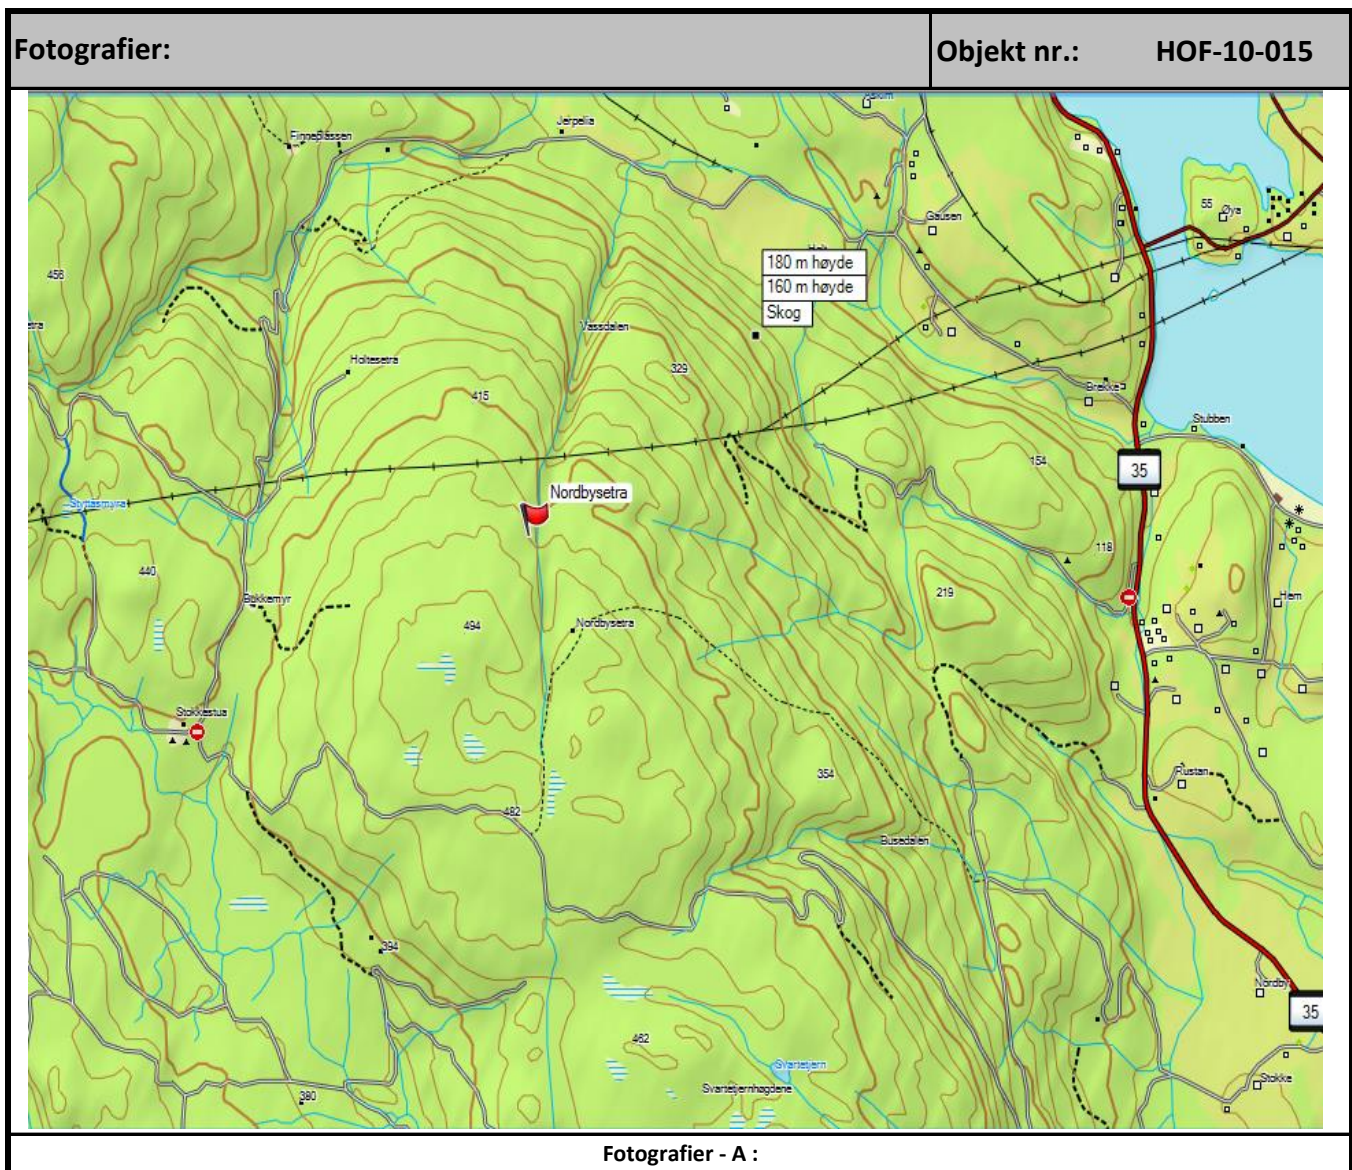 Fotografier:
Objekt nr.: HOF-10-015
Jerpelia
Finneplassen
55 Øya
Gausen
180 m høyde
160 m høyde
Skog
456
Vassdalen
Holtesetra
329
415
Brekke
Stubben
154
35
Nordbysetra
Styttåsmyra
118
440
219
Hem
Bukkemyr
494
Nordbysetra
Stokkestua
354
Rustan
482
Busedalen
394
Nordby
35
462
Svartetjern
Stokke
Svartetjernhøgdene
380
Fotografier - A :